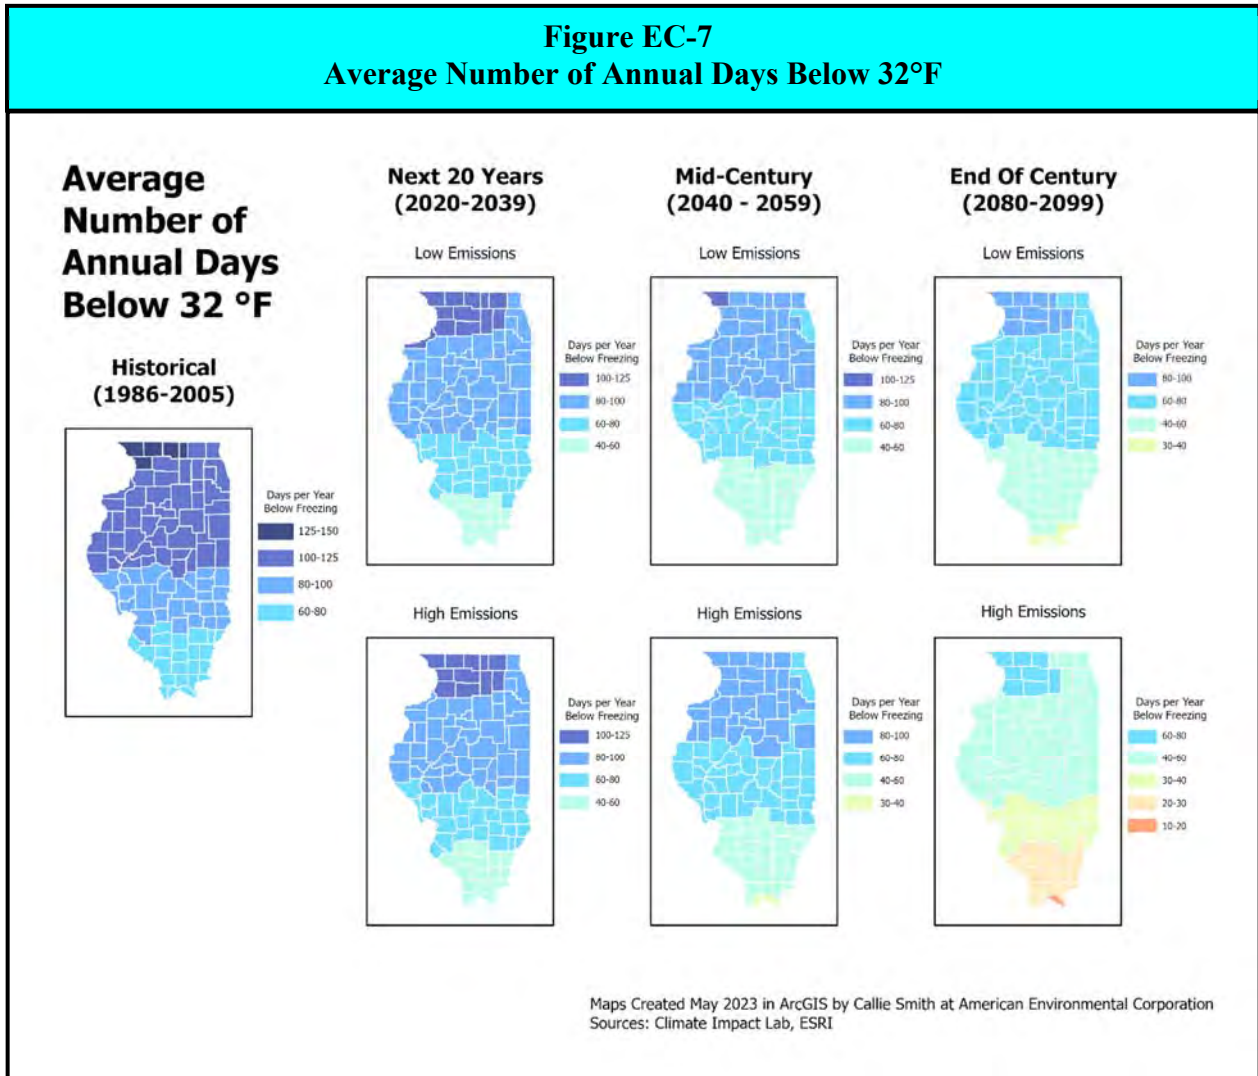 Figure EC-7
Average Number of Annual Days Below 32°F
Average
Number of
Annual Days
Below 32 °F
Historical
(1986-2005)
Days per Year
Below Freezing
125-150
100-125
80-100
60-80
Next 20 Years
(2020-2039)
Low Emissions
Days per Year
Below Freezing
100-125
80-100
60-80
40-60
High Emissions
Days per Year
Below Freezing
100-125
80-100
60-80
40-60
Mid-Century
(2040 - 2059)
Low Emissions
Days per Year
Below Freezing
100-125
80-100
60-80
40-60
High Emissions
Days per Year
Below Freezing
80-100
60-80
40-60
30-40
End Of Century
(2080-2099)
Low Emissions
Days per Year
Below Freezing
80-100
60-80
40-60
30-40
High Emissions
Days per Year
Below Freezing
60-80
40-60
30-40
20-30
10-20
Maps Created May 2023 in ArcGIS by Callie Smith at American Environmental Corporation
Sources: Climate Impact Lab, ESRI